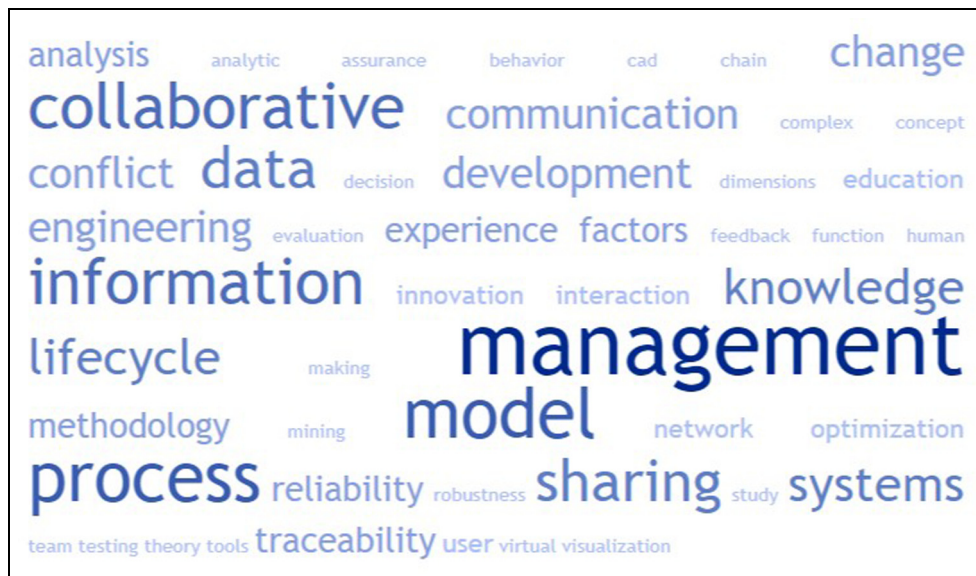 analysis analytic assurance behavior cad chain change
collaborative communication complex concept
conflict data decision development dimensions education
engineering evaluation experience factors feedback function human
information innovation interaction knowledge
lifecycle making management
methodology mining model network optimization
process reliability robustness sharing study systems
team testing theory tools traceability user virtual visualization